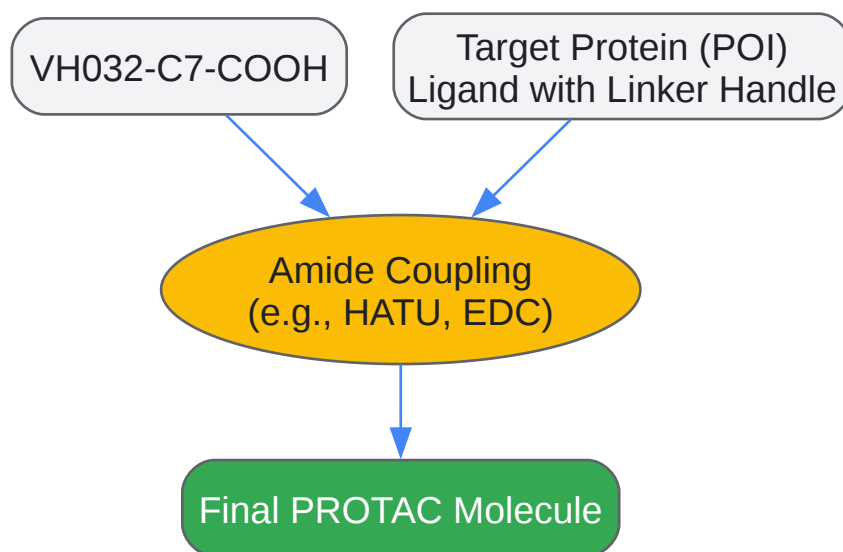 VH032-C7-COOH
Target Protein (POI)
Ligand with Linker Handle
Amide Coupling
(e.g., HATU, EDC)
Final PROTAC Molecule